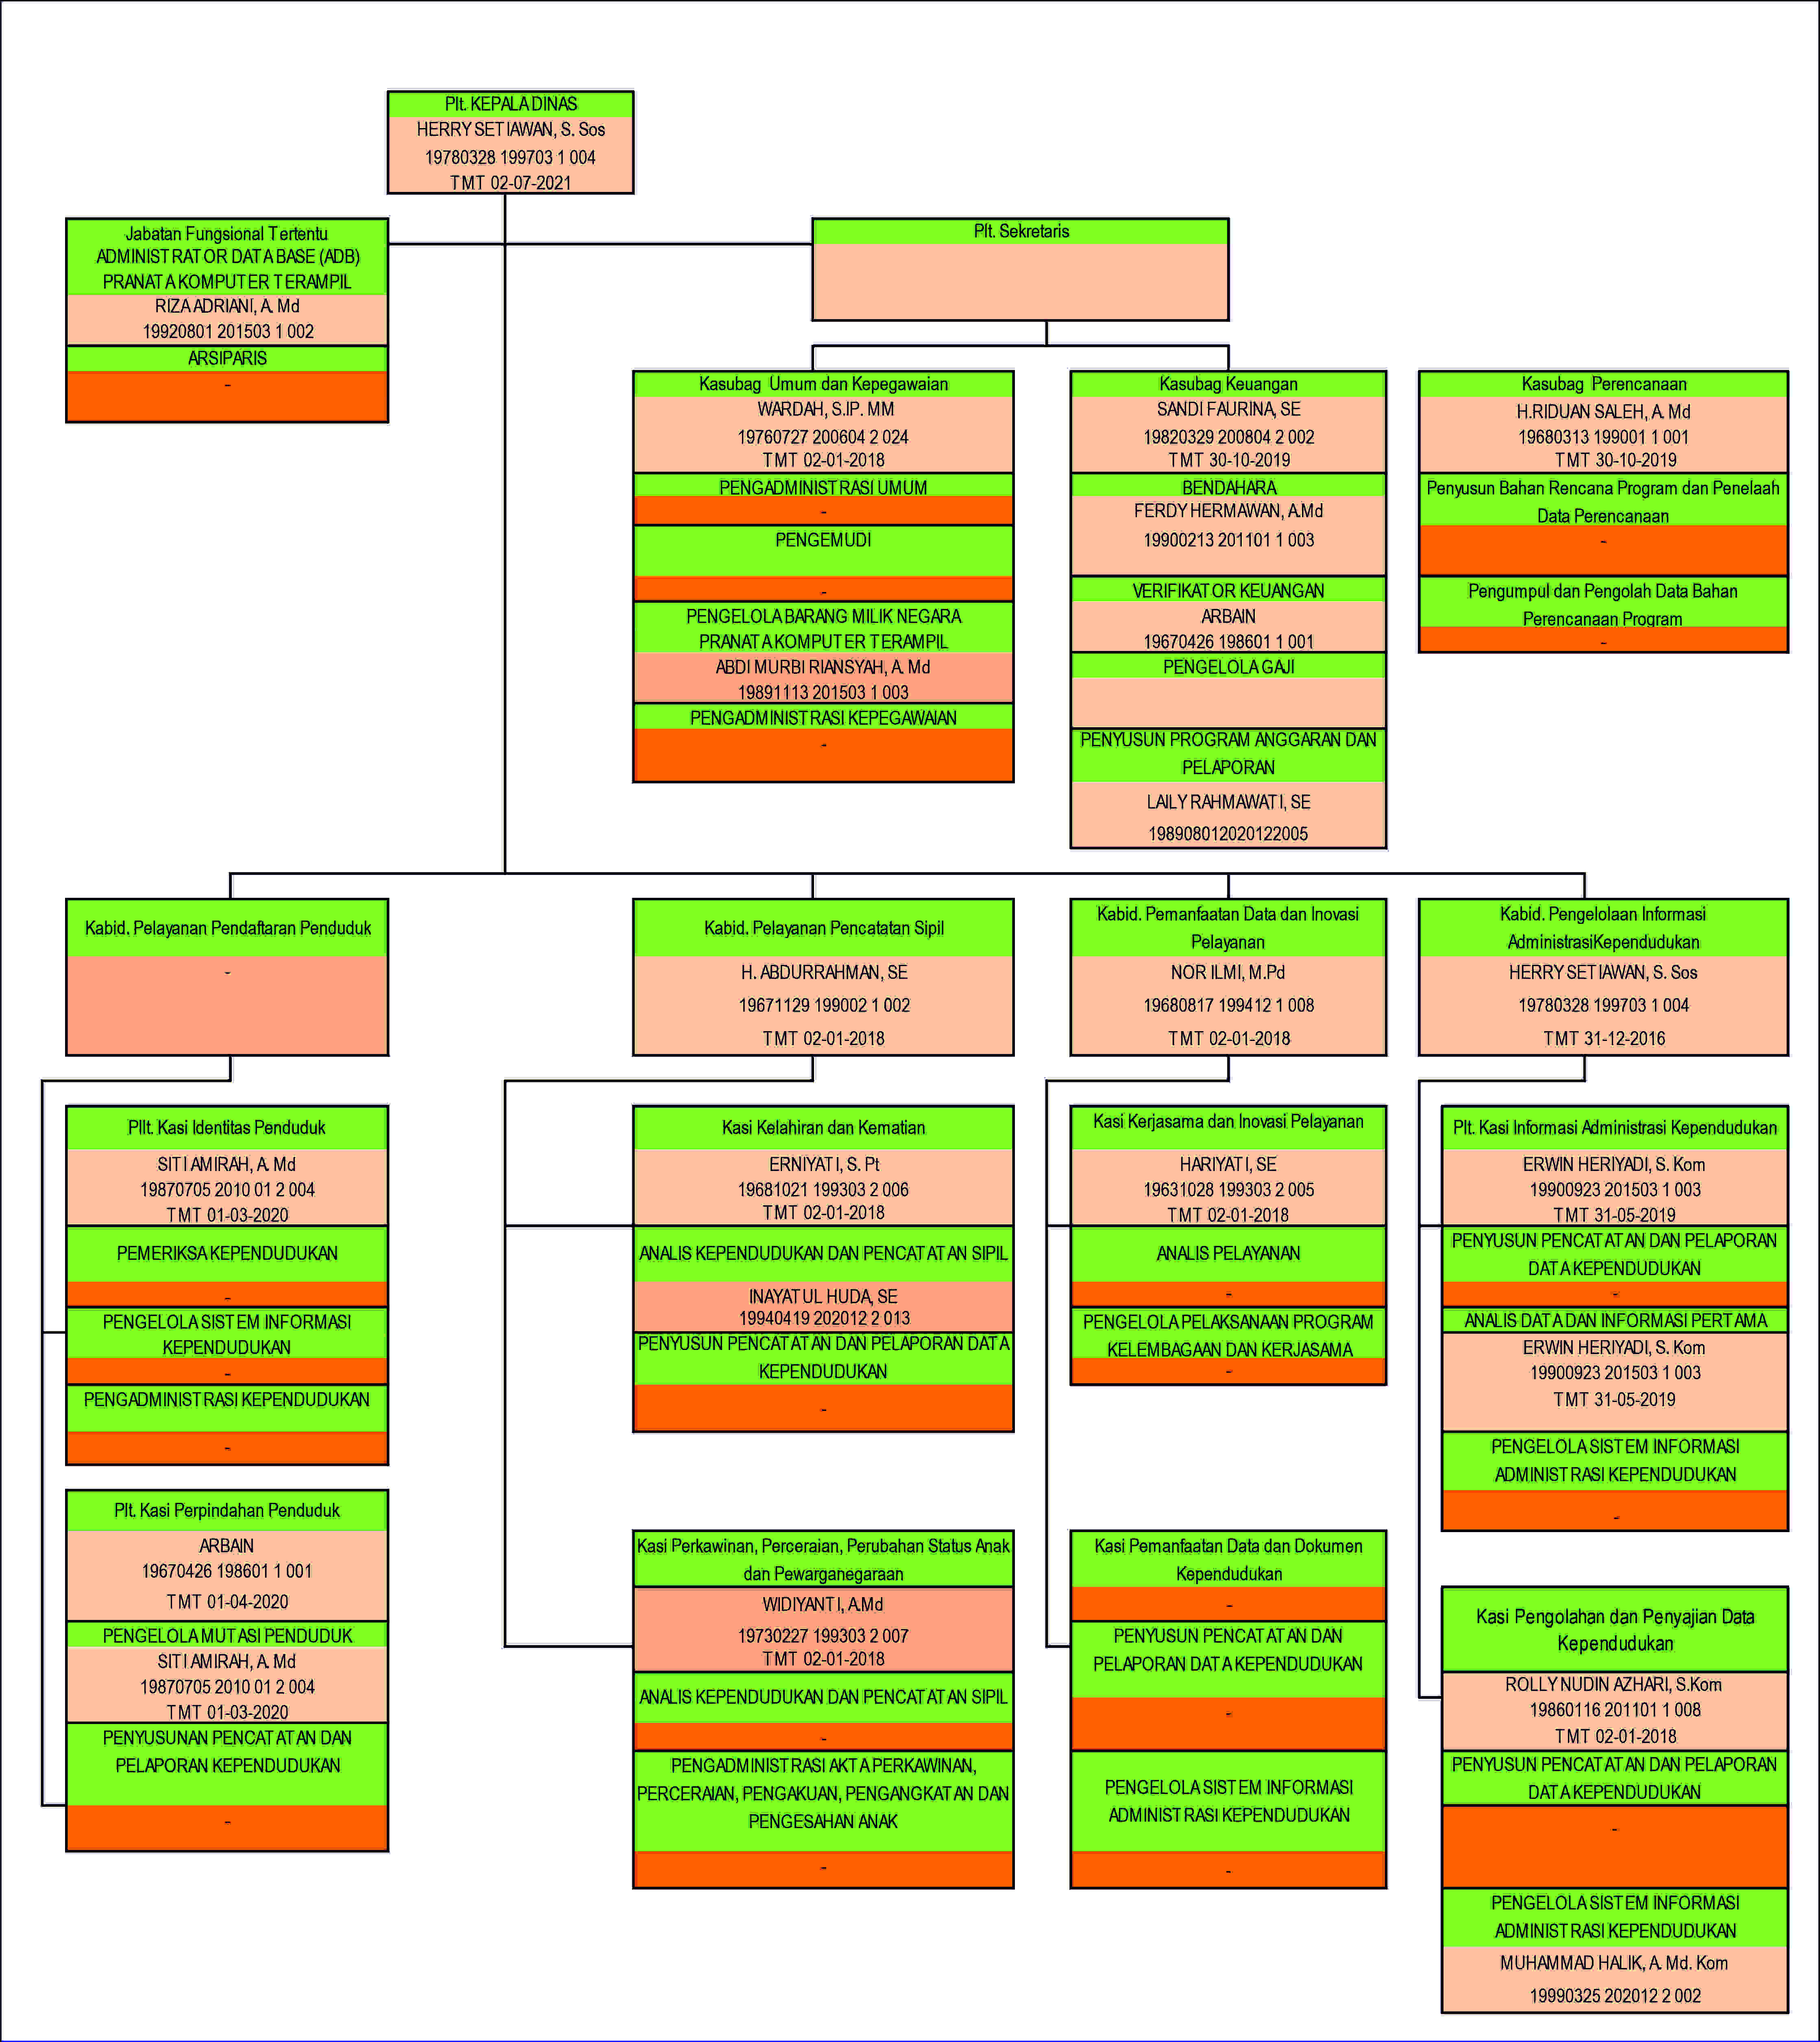 Plt. KEPALA DINAS
HERRY SETIAWAN, S. Sos
19780328 199703 1 004
TMT 02-07-2021
Jabatan Fungsional Tertentu
ADMINISTRATOR DATA BASE (ADB)
PRANATA KOMPUTER TERAMPIL
RIZA ADRIANI, A. Md
19920801 201503 1 002
ARSIPARIS
-
Plt. Sekretaris
Kasubag Umum dan Kepegawaian
WARDAH, S.IP. MM
19760727 200604 2 024
TMT 02-01-2018
PENGADMINISTRASI UMUM
-
PENGEMUDI
-
PENGELOLA BARANG MILIK NEGARA
PRANATA KOMPUTER TERAMPIL
ABDI MURBI RIANSYAH, A. Md
19891113 201503 1 003
PENGADMINISTRASI KEPEGAWAIAN
-
Kasubag Keuangan
SANDI FAURINA, SE
19820329 200804 2 002
TMT 30-10-2019
BENDAHARA
FERDY HERMAWAN, A.Md
19900213 201101 1 003
VERIFIKATOR KEUANGAN
ARBAIN
19670426 198601 1 001
PENGELOLA GAJI
PENYUSUN PROGRAM ANGGARAN DAN
PELAPORAN
LAILY RAHMAWATI, SE
198908012020122005
Kasubag Perencanaan
H.RIDUAN SALEH, A. Md
19680313 199001 1 001
TMT 30-10-2019
Penyusun Bahan Rencana Program dan Penelaah
Data Perencanaan
-
Pengumpul dan Pengolah Data Bahan
Perencanaan Program
-
Kabid. Pelayanan Pendaftaran Penduduk
-
Pllt. Kasi Identitas Penduduk
SITI AMIRAH, A. Md
19870705 2010 01 2 004
TMT 01-03-2020
PEMERIKSA KEPENDUDUKAN
-
PENGELOLA SISTEM INFORMASI
KEPENDUDUKAN
-
PENGADMINISTRASI KEPENDUDUKAN
-
Plt. Kasi Perpindahan Penduduk
ARBAIN
19670426 198601 1 001
TMT 01-04-2020
PENGELOLA MUTASI PENDUDUK
SITI AMIRAH, A. Md
19870705 2010 01 2 004
TMT 01-03-2020
PENYUSUNAN PENCATATAN DAN
PELAPORAN KEPENDUDUKAN
-
Kabid. Pelayanan Pencatatan Sipil
H. ABDURRAHMAN, SE
19671129 199002 1 002
TMT 02-01-2018
Kasi Kelahiran dan Kematian
ERNIYATI, S. Pt
19681021 199303 2 006
TMT 02-01-2018
ANALIS KEPENDUDUKAN DAN PENCATATAN SIPIL
INAYATUL HUDA, SE
19940419 202012 2 013
PENYUSUN PENCATATAN DAN PELAPORAN DATA
KEPENDUDUKAN
-
Kasi Perkawinan, Perceraian, Perubahan Status Anak
dan Pewarganegaraan
WIDIYANTI, A.Md
19730227 199303 2 007
TMT 02-01-2018
ANALIS KEPENDUDUKAN DAN PENCATATAN SIPIL
-
PENGADMINISTRASI AKTA PERKAWINAN,
PERCERAIAN, PENGAKUAN, PENGANGKATAN DAN
PENGESAHAN ANAK
-
Kabid. Pemanfaatan Data dan Inovasi
Pelayanan
NOR ILMI, M.Pd
19680817 199412 1 008
TMT 02-01-2018
Kasi Kerjasama dan Inovasi Pelayanan
HARIYATI, SE
19631028 199303 2 005
TMT 02-01-2018
ANALIS PELAYANAN
-
PENGELOLA PELAKSANAAN PROGRAM
KELEMBAGAAN DAN KERJASAMA
-
Kasi Pemanfaatan Data dan Dokumen
Kependudukan
-
PENYUSUN PENCATATAN DAN
PELAPORAN DATA KEPENDUDUKAN
-
PENGELOLA SISTEM INFORMASI
ADMINISTRASI KEPENDUDUKAN
-
Kabid. Pengelolaan Informasi
AdministrasiKependudukan
HERRY SETIAWAN, S. Sos
19780328 199703 1 004
TMT 31-12-2016
Plt. Kasi Informasi Administrasi Kependudukan
ERWIN HERIYADI, S. Kom
19900923 201503 1 003
TMT 31-05-2019
PENYUSUN PENCATATAN DAN PELAPORAN
DATA KEPENDUDUKAN
-
ANALIS DATA DAN INFORMASI PERTAMA
ERWIN HERIYADI, S. Kom
19900923 201503 1 003
TMT 31-05-2019
PENGELOLA SISTEM INFORMASI
ADMINISTRASI KEPENDUDUKAN
-
Kasi Pengolahan dan Penyajian Data
Kependudukan
ROLLY NUDIN AZHARI, S.Kom
19860116 201101 1 008
TMT 02-01-2018
PENYUSUN PENCATATAN DAN PELAPORAN
DATA KEPENDUDUKAN
-
PENGELOLA SISTEM INFORMASI
ADMINISTRASI KEPENDUDUKAN
MUHAMMAD HALIK, A. Md. Kom
19990325 202012 2 002